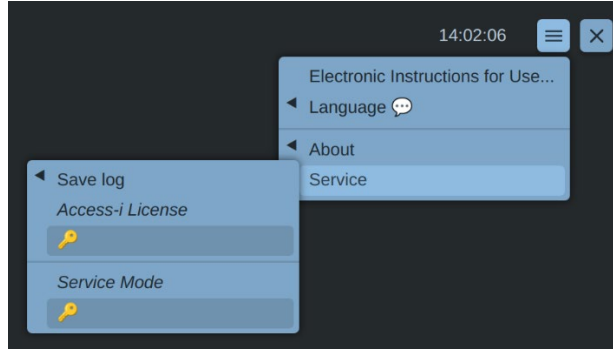 14:02:06
Electronic Instructions for Use...
Language
About
Service
Save log
Access-i License
Service Mode